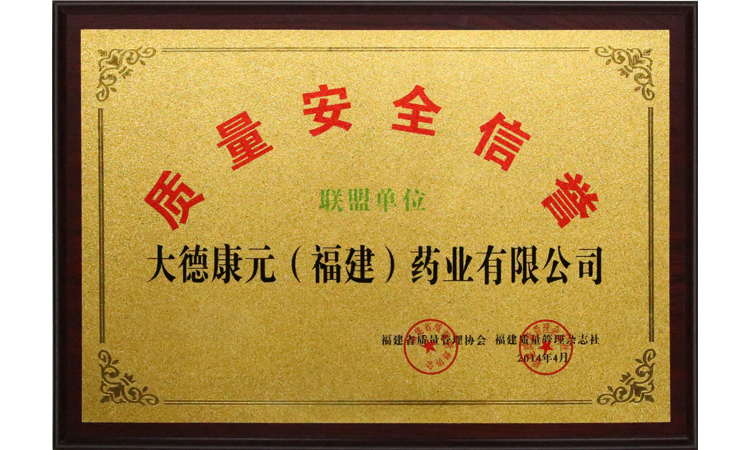 质量安全信誉
联盟单位
大德康元（福建）药业有限公司
福建省质量管理协会 福建质量管理杂志社
2014年4月